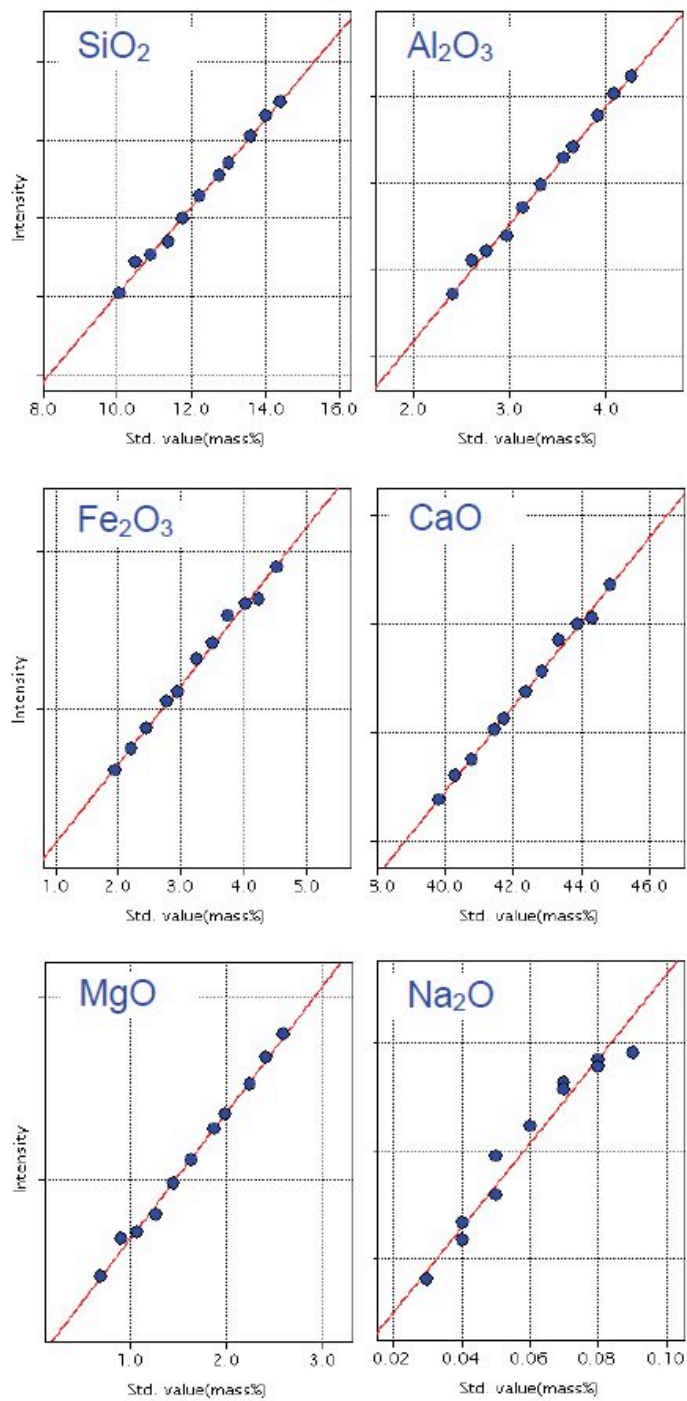 SiO₂
Al₂O₃
Intensity
8.0 10.0 12.0 14.0 16.0
2.0 3.0 4.0
Std. value(mass%)
Std. value(mass%)
Fe₂O₃
CaO
Intensity
1.0 2.0 3.0 4.0 5.0
8.0 40.0 42.0 44.0 46.0
Std. value(mass%)
Std. value(mass%)
MgO
Na₂O
Intensity
1.0 2.0 3.0
0.02 0.04 0.06 0.08 0.10
Std. value(mass%)
Std. value(mass%)